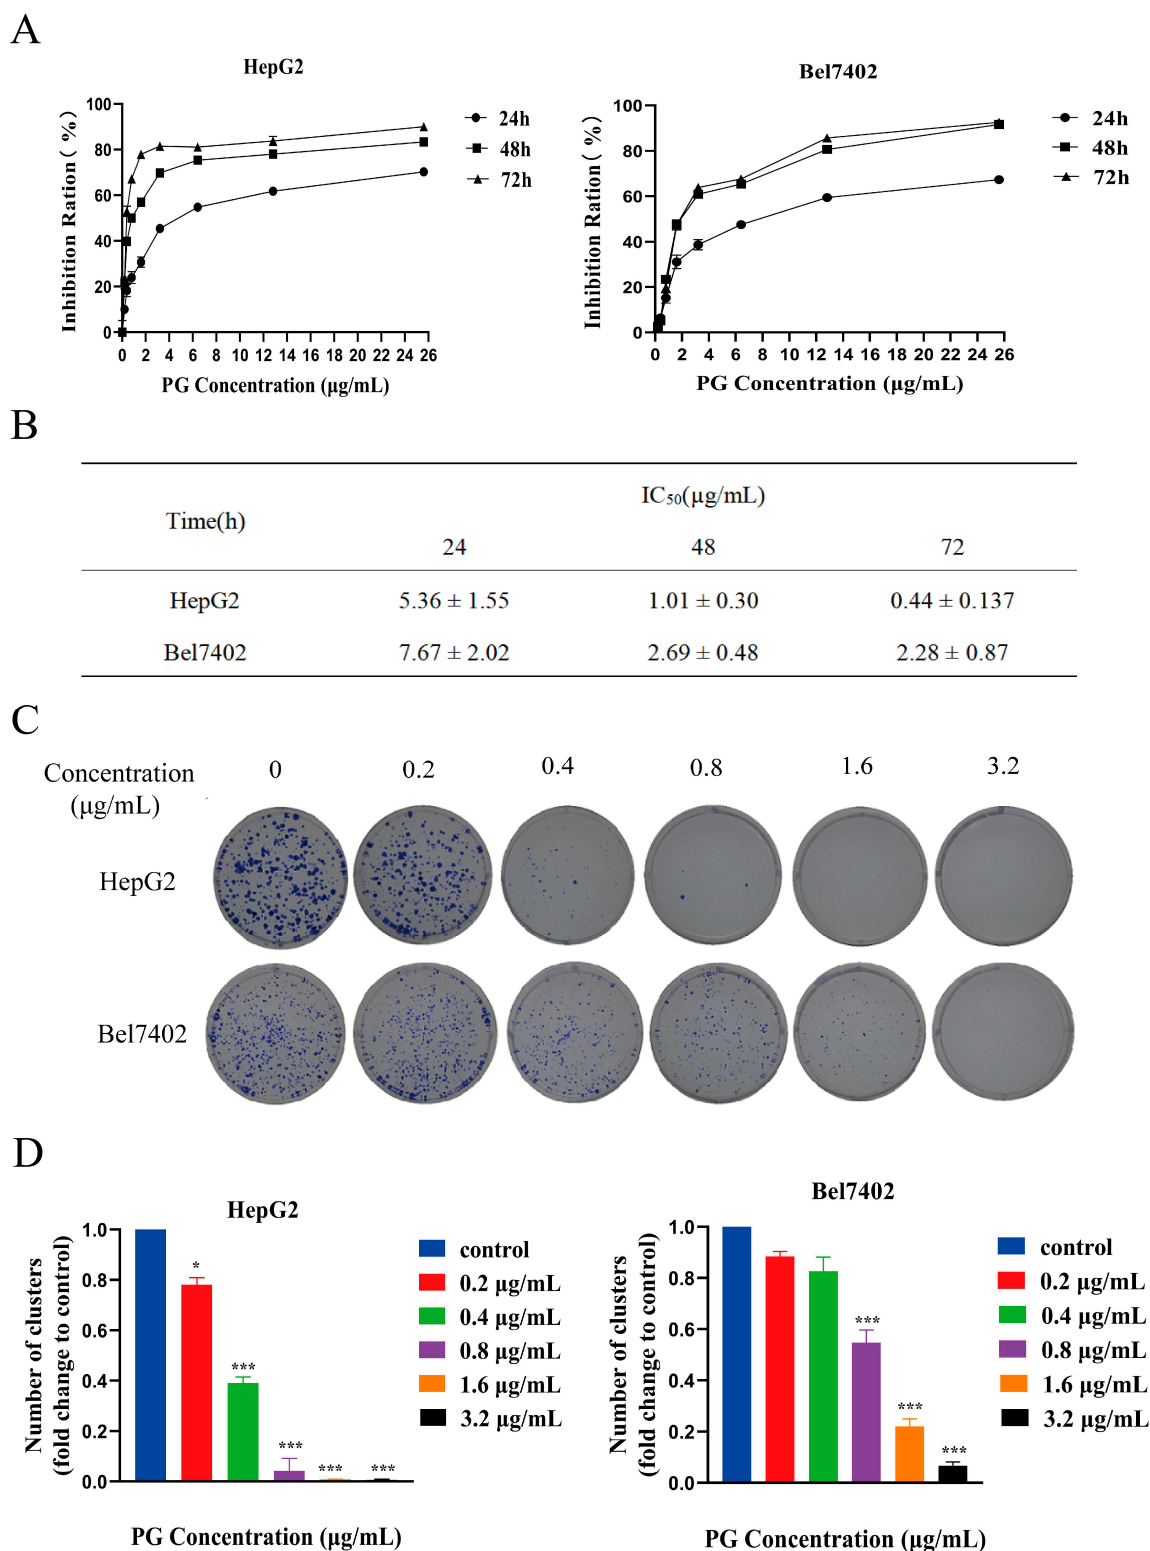 A
HepG2
Inhibition Ration( %)
100
80
60
40
20
0
0 2 4 6 8 10 12 14 16 18 20 22 24 26
PG Concentration (μg/mL)
24h
48h
72h
Bel7402
Inhibition Ration( %)
100
80
60
40
20
0
0 2 4 6 8 10 12 14 16 18 20 22 24 26
PG Concentration (μg/mL)
24h
48h
72h
B
Time(h)
IC₅₀(μg/mL)
24 48 72
HepG2 5.36 ± 1.55 1.01 ± 0.30 0.44 ± 0.137
Bel7402 7.67 ± 2.02 2.69 ± 0.48 2.28 ± 0.87
C
Concentration
(μg/mL)
0 0.2 0.4 0.8 1.6 3.2
HepG2
Bel7402
D
HepG2
Number of clusters
(fold change to control)
1.0
0.8
0.6
0.4
0.2
0.0
*
***
***
***
***
PG Concentration (μg/mL)
control
0.2 μg/mL
0.4 μg/mL
0.8 μg/mL
1.6 μg/mL
3.2 μg/mL
Bel7402
Number of clusters
(fold change to control)
1.0
0.8
0.6
0.4
0.2
0.0
***
***
***
PG Concentration (μg/mL)
control
0.2 μg/mL
0.4 μg/mL
0.8 μg/mL
1.6 μg/mL
3.2 μg/mL